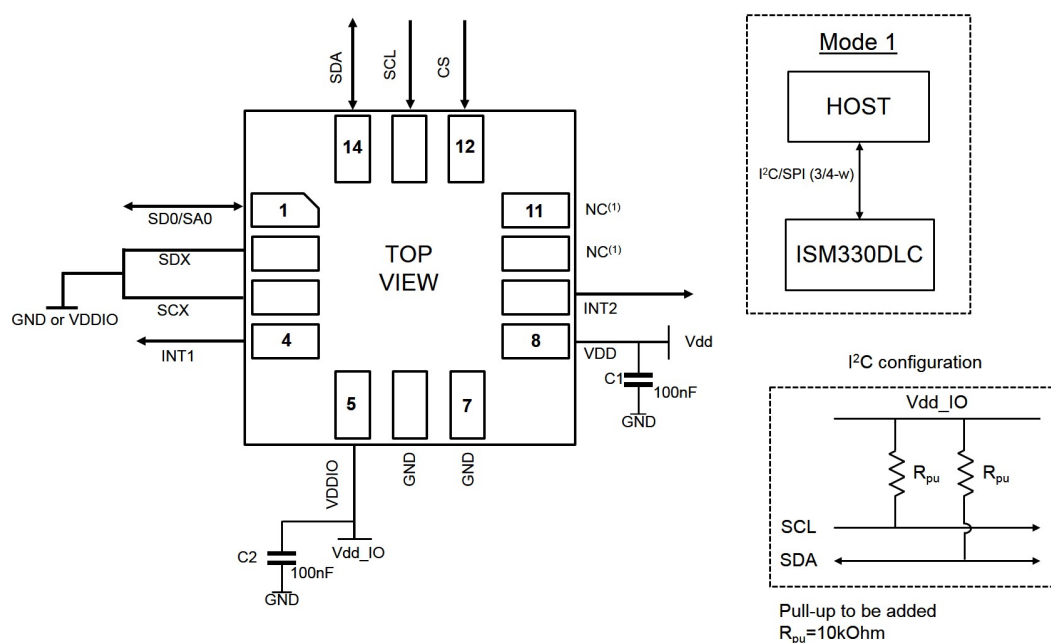 SDA
SCL
CS
14
12
1
11
SD0/SA0
NC(1)
SDX
NC(1)
TOP
VIEW
SCX
GND or VDDIO
INT2
INT1
4
8
VDD
Vdd
C1
100nF
GND
5
7
VDDIO
GND
GND
C2
100nF
Vdd_IO
GND
Mode 1
HOST
I²C/SPI (3/4-w)
ISM330DLC
I²C configuration
Vdd_IO
Rpu
Rpu
SCL
SDA
Pull-up to be added
Rpu=10kOhm